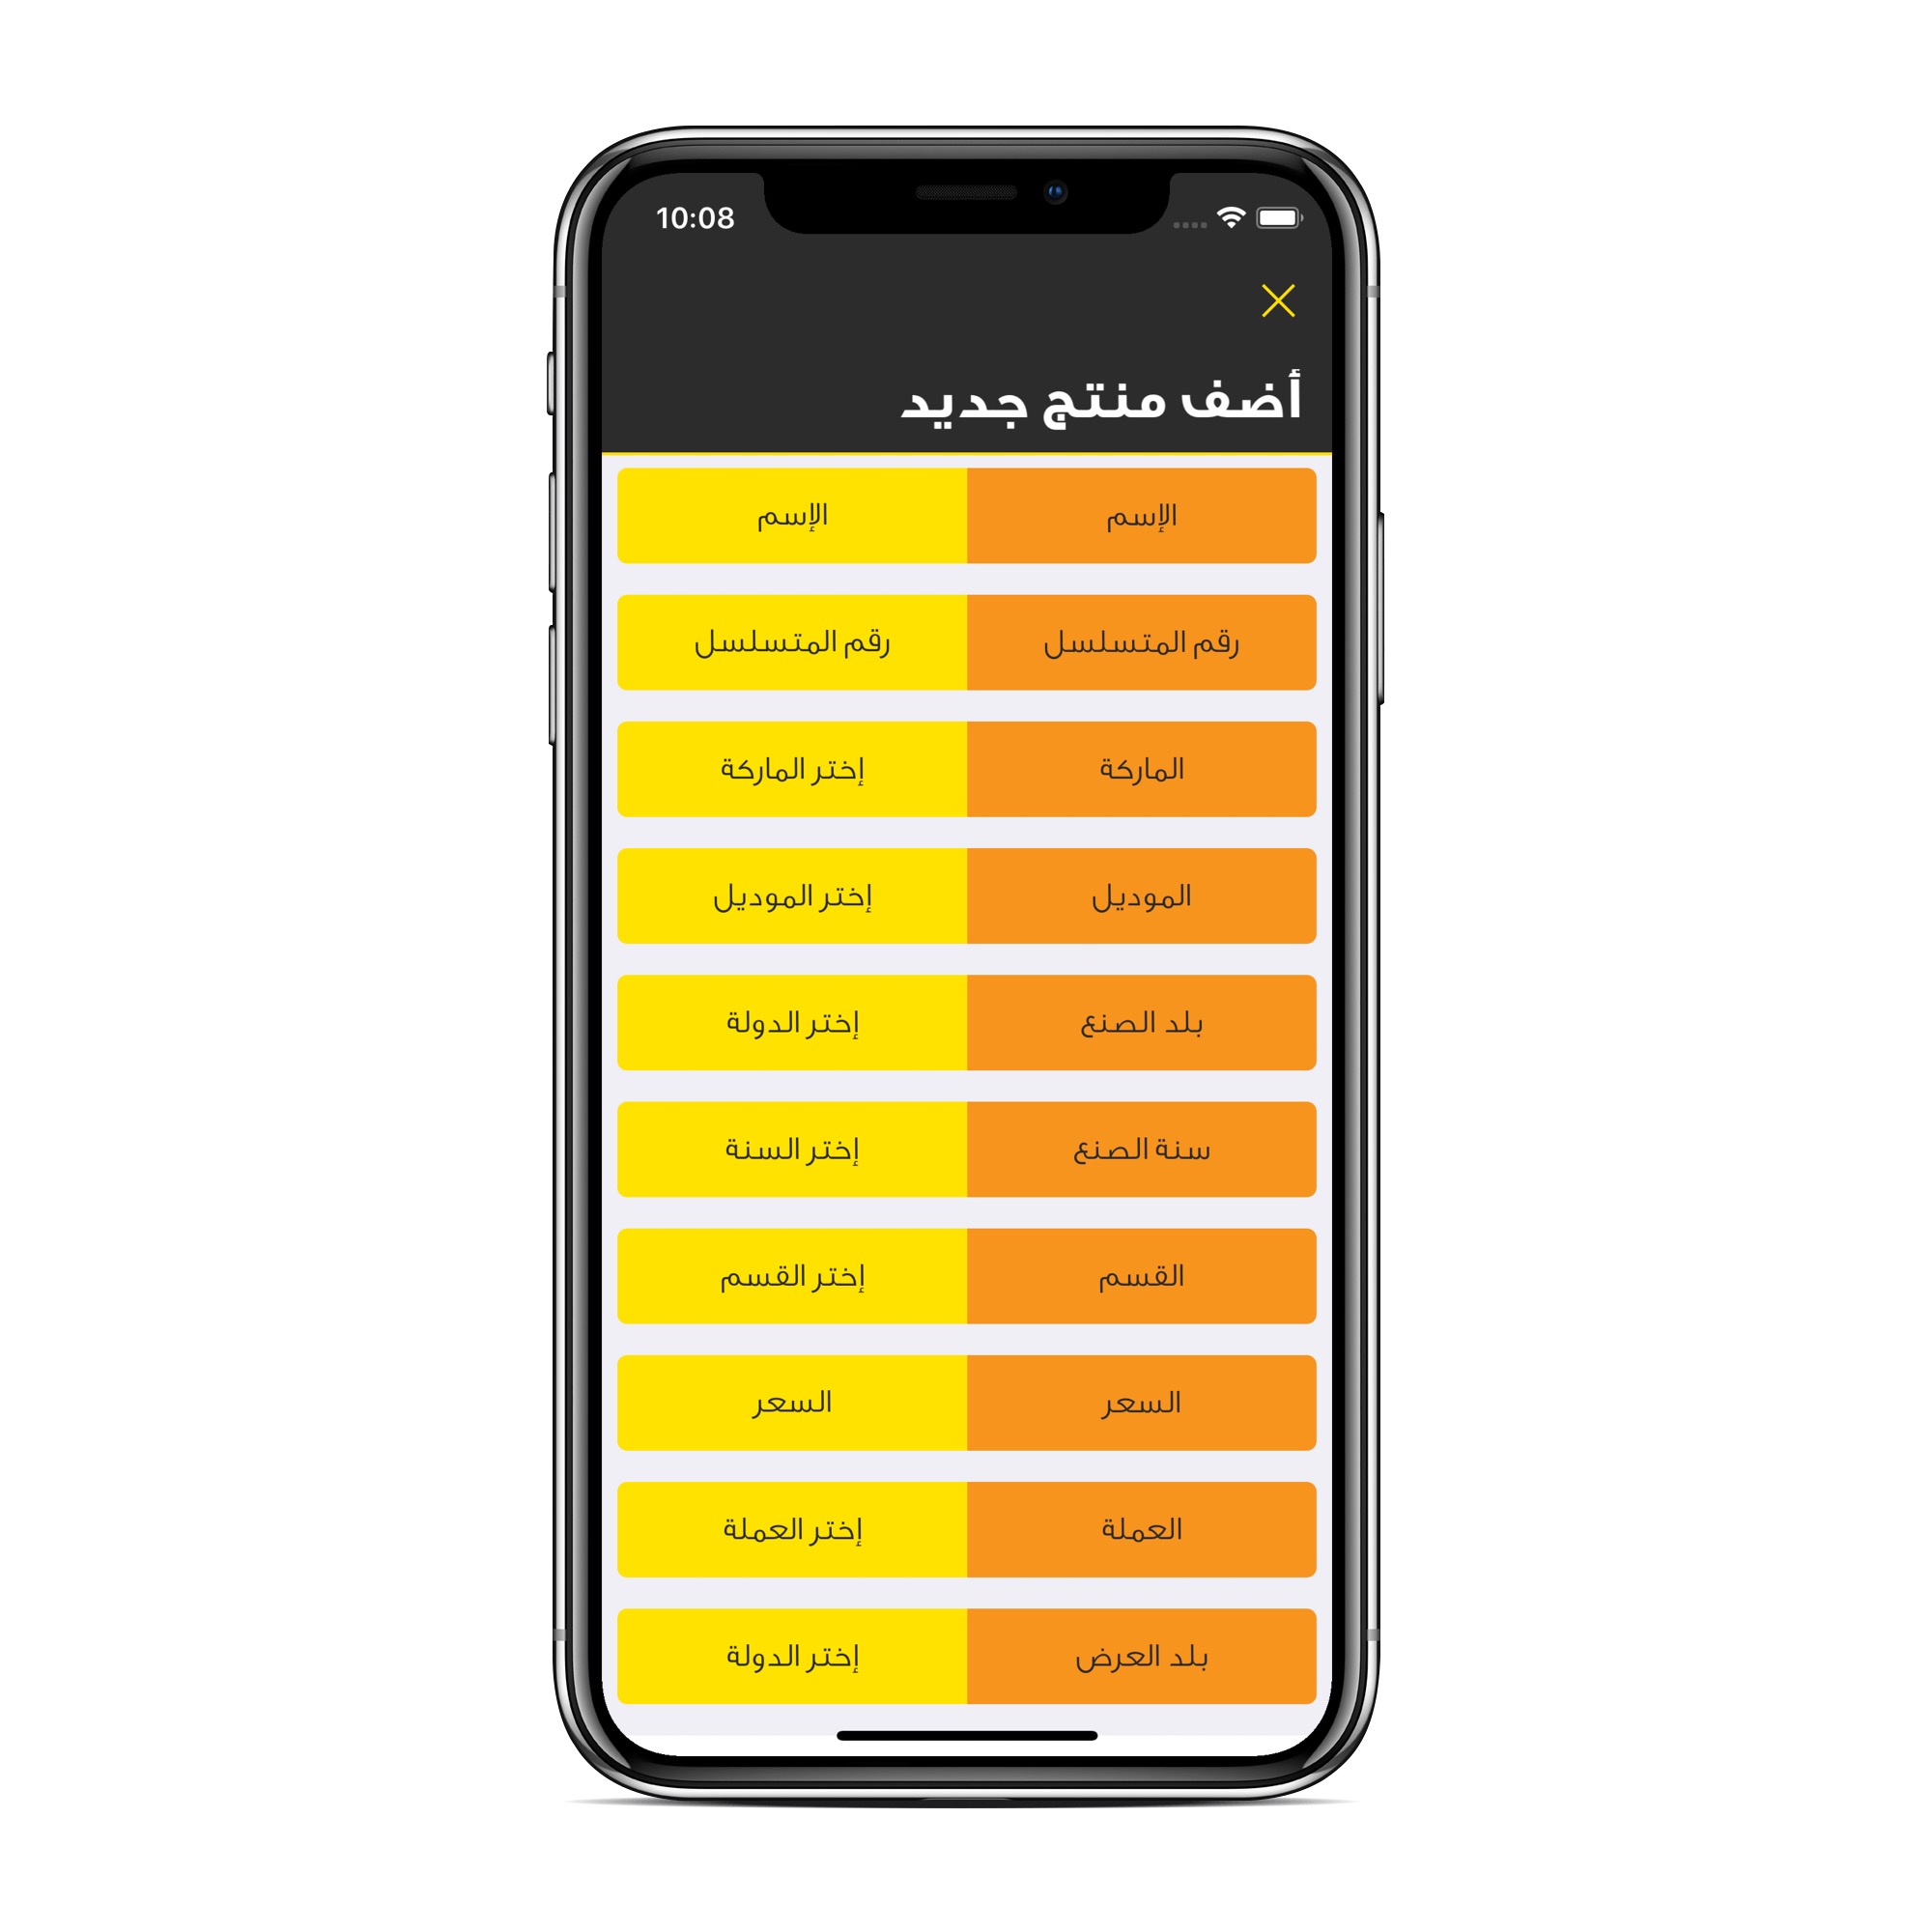 10:08
أضف منتج جديد
الإسم الإسم
رقم المتسلسل رقم المتسلسل
الماركة إختر الماركة
الموديل إختر الموديل
بلد الصنع إختر الدولة
سنة الصنع إختر السنة
القسم إختر القسم
السعر السعر
العملة إختر العملة
بلد العرض إختر الدولة